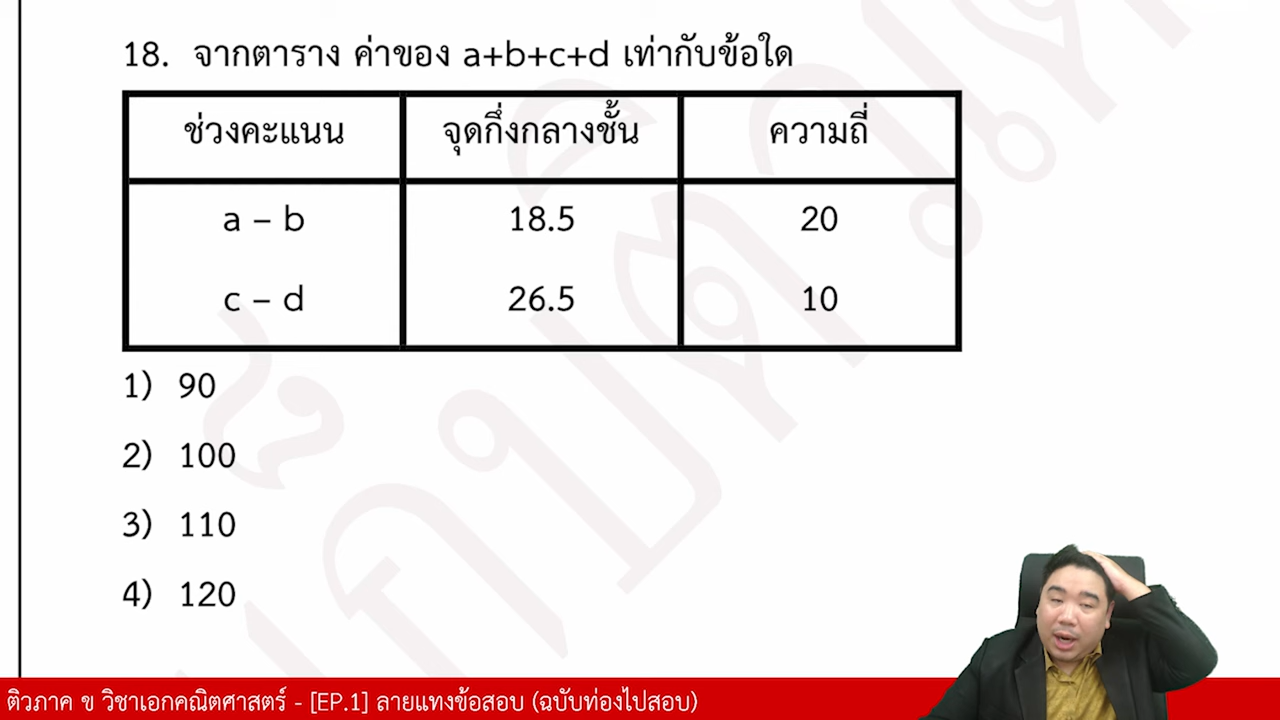 18. จากตาราง ค่าของ a+b+c+d เท่ากับข้อใด
ช่วงคะแนน จุดกึ่งกลางชั้น ความถี่
a – b 18.5 20
c – d 26.5 10
1) 90
2) 100
3) 110
4) 120
ติวภาค ข วิชาเอกคณิตศาสตร์ - [EP.1] ลายแทงข้อสอบ (ฉบับท่องไปสอบ)